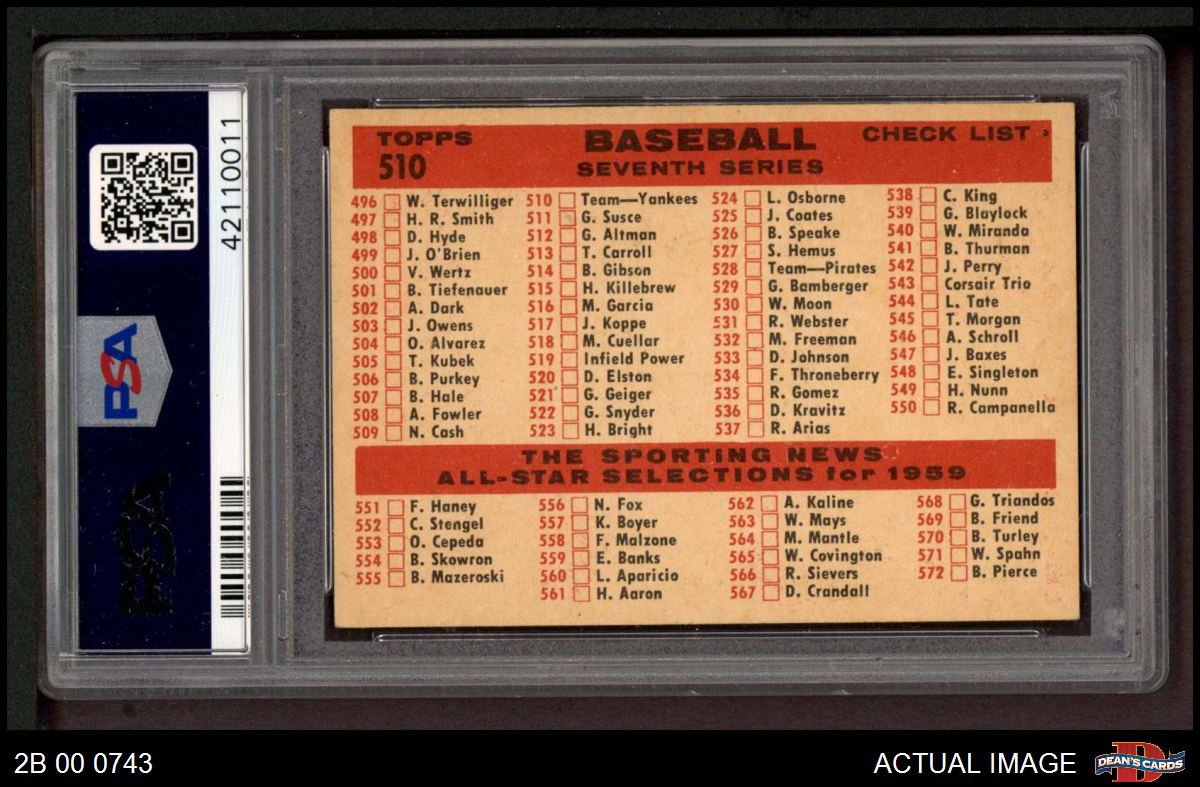 PSA
PSA
42110011
TOPPS BASEBALL CHECK LIST
510 SEVENTH SERIES
496 W. Terwilliger
497 H. R. Smith
498 D. Hyde
499 J. O'Brien
500 V. Wertz
501 B. Tiefenauer
502 A. Dark
503 J. Owens
504 O. Alvarez
505 T. Kubek
506 B. Purkey
507 B. Hale
508 A. Fowler
509 N. Cash
510 Team—Yankees
511 G. Susce
512 G. Altman
513 T. Carroll
514 B. Gibson
515 H. Killebrew
516 M. Garcia
517 J. Koppe
518 M. Cuellar
519 Infield Power
520 D. Elston
521 G. Geiger
522 G. Snyder
523 H. Bright
524 L. Osborne
525 J. Coates
526 B. Speake
527 S. Hemus
528 Team—Pirates
529 G. Bamberger
530 W. Moon
531 R. Webster
532 M. Freeman
533 D. Johnson
534 F. Throneberry
535 R. Gomez
536 D. Kravitz
537 R. Arias
538 C. King
539 G. Blaylock
540 W. Miranda
541 B. Thurman
542 J. Perry
543 Corsair Trio
544 L. Tate
545 T. Morgan
546 A. Schroll
547 J. Baxes
548 E. Singleton
549 H. Nunn
550 R. Campanella
THE SPORTING NEWS
ALL-STAR SELECTIONS for 1959
551 F. Haney
552 C. Stengel
553 O. Cepeda
554 B. Skowron
555 B. Mazeroski
556 N. Fox
557 K. Boyer
558 F. Malzone
559 E. Banks
560 L. Aparicio
561 H. Aaron
562 A. Kaline
563 W. Mays
564 M. Mantle
565 W. Covington
566 R. Sievers
567 D. Crandall
568 G. Triandos
569 B. Friend
570 B. Turley
571 W. Spahn
572 B. Pierce
2B 00 0743
ACTUAL IMAGE
DEAN'S CARDS